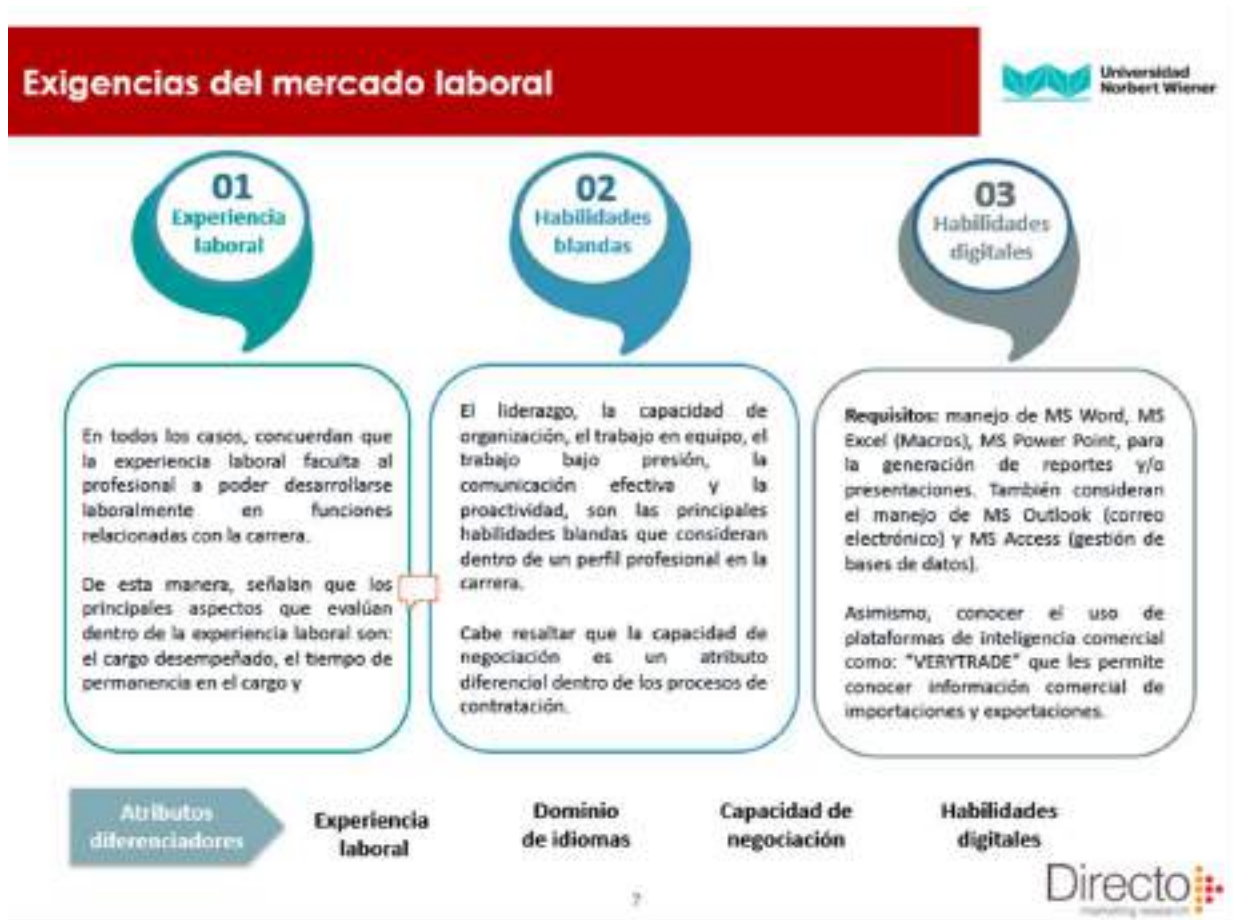 Exigencias del mercado laboral
Universidad
Norbert Wiener
01
Experiencia
laboral
En todos los casos, concuerdan que
la experiencia laboral faculta al
profesional a poder desarrollarse
laboralmente en funciones
relacionadas con la carrera.
De esta manera, señalan que los
principales aspectos que evalúan
dentro de la experiencia laboral son:
el cargo desempeñado, el tiempo de
permanencia en el cargo y
02
Habilidades
blandas
El liderazgo, la capacidad de
organización, el trabajo en equipo, el
trabajo bajo presión, la
comunicación efectiva y la
proactividad, son las principales
habilidades blandas que consideran
dentro de un perfil profesional en la
carrera.
Cabe resaltar que la capacidad de
negociación es un atributo
diferencial dentro de los procesos de
contratación.
03
Habilidades
digitales
Requisitos: manejo de MS Word, MS
Excel (Macros), MS Power Point, para
la generación de reportes y/o
presentaciones. También consideran
el manejo de MS Outlook (correo
electrónico) y MS Access (gestión de
bases de datos).
Asimismo, conocer el uso de
plataformas de inteligencia comercial
como: "VERYTRADE" que les permite
conocer información comercial de
importaciones y exportaciones.
Atributos
diferenciadores
Experiencia
laboral
Dominio
de idiomas
Capacidad de
negociación
Habilidades
digitales
7
Directo
marketing research